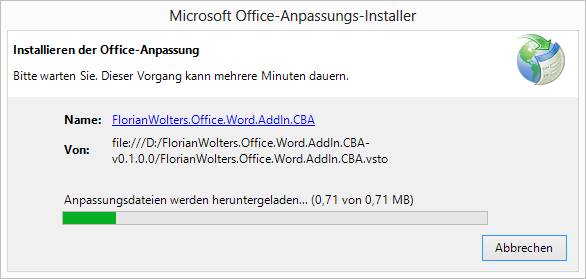 Microsoft Office-Anpassungs-Installer
Installieren der Office-Anpassung
Bitte warten Sie. Dieser Vorgang kann mehrere Minuten dauern.
Name: FlorianWolters.Office.Word.AddIn.CBA
Von: file:///D:/FlorianWolters.Office.Word.AddIn.CBA-
v0.1.0.0/FlorianWolters.Office.Word.AddIn.CBA.vsto
Anpassungsdateien werden heruntergeladen... (0,71 von 0,71 MB)
Abbrechen